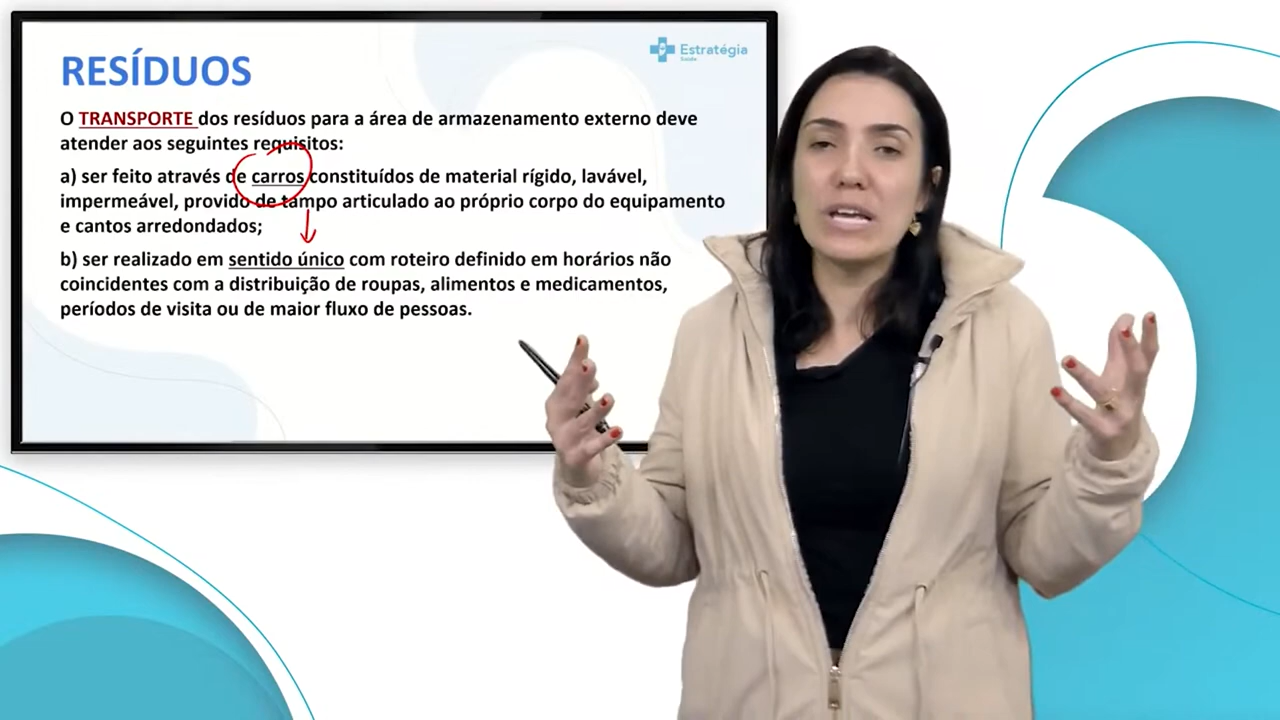 Estratégia
Saúde
RESÍDUOS
O TRANSPORTE dos resíduos para a área de armazenamento externo deve
atender aos seguintes requisitos:
a) ser feito através de carros constituídos de material rígido, lavável,
impermeável, provido de tampo articulado ao próprio corpo do equipamento
e cantos arredondados;
b) ser realizado em sentido único com roteiro definido em horários não
coincidentes com a distribuição de roupas, alimentos e medicamentos,
períodos de visita ou de maior fluxo de pessoas.